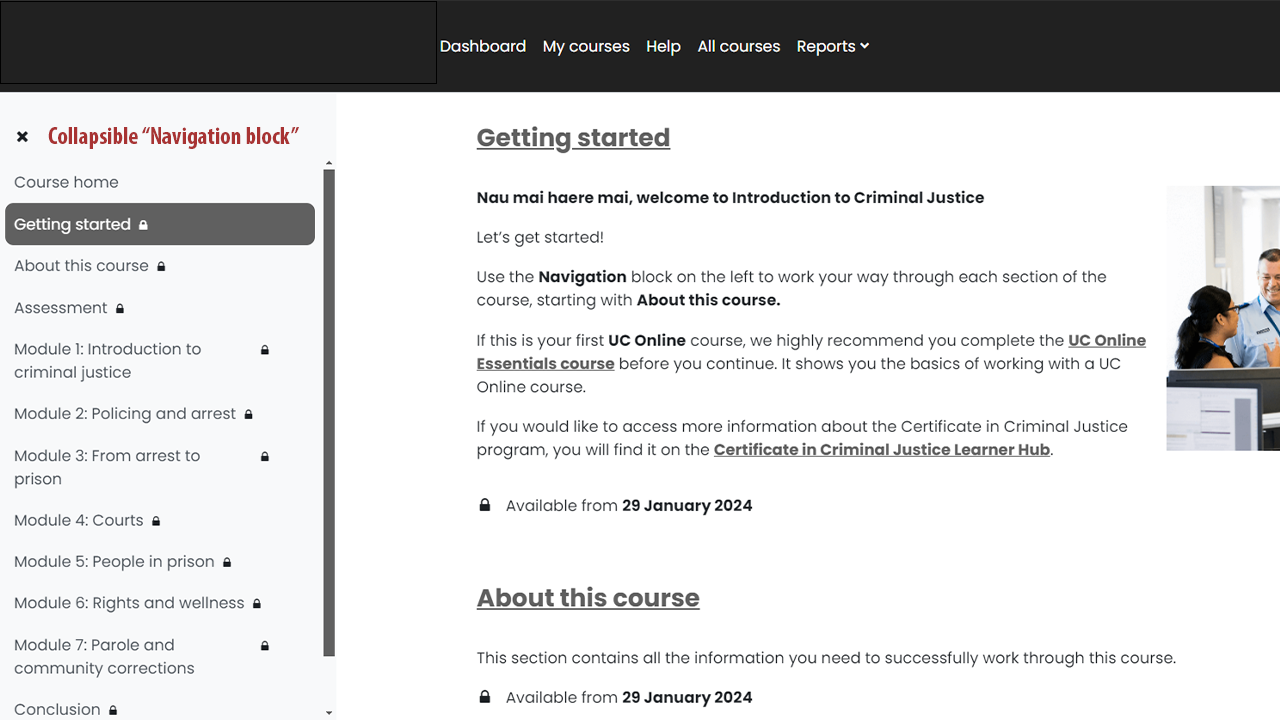 Dashboard My courses Help All courses Reports
Collapsible “Navigation block”
Course home
Getting started
About this course
Assessment
Module 1: Introduction to
criminal justice
Module 2: Policing and arrest
Module 3: From arrest to
prison
Module 4: Courts
Module 5: People in prison
Module 6: Rights and wellness
Module 7: Parole and
community corrections
Conclusion
Getting started
Nau mai haere mai, welcome to Introduction to Criminal Justice
Let’s get started!
Use the Navigation block on the left to work your way through each section of the
course, starting with About this course.
If this is your first UC Online course, we highly recommend you complete the UC Online
Essentials course before you continue. It shows you the basics of working with a UC
Online course.
If you would like to access more information about the Certificate in Criminal Justice
program, you will find it on the Certificate in Criminal Justice Learner Hub.
Available from 29 January 2024
About this course
This section contains all the information you need to successfully work through this course.
Available from 29 January 2024